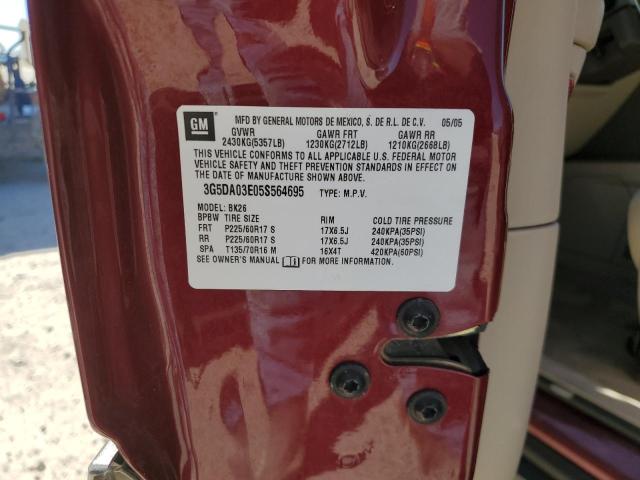 GM
MFD BY GENERAL MOTORS DE MEXICO, S. DE R.L. DE C.V. 05/05
GVWR GAWR FRT GAWR RR
2430KG(5357LB) 1230KG(2712LB) 1210KG(2668LB)
THIS VEHICLE CONFORMS TO ALL APPLICABLE U.S. FEDERAL MOTOR
VEHICLE SAFETY AND THEFT PREVENTION STANDARDS IN EFFECT ON
THE DATE OF MANUFACTURE SHOWN ABOVE.
3G5DA03E05S564695 TYPE: M.P.V.
MODEL: BK26
BPBW TIRE SIZE RIM COLD TIRE PRESSURE
FRT P225/60R17 S 17X6.5J 240KPA(35PSI)
RR P225/60R17 S 17X6.5J 240KPA(35PSI)
SPA T135/70R16 M 16X4T 420KPA(60PSI)
SEE OWNER'S MANUAL FOR MORE INFORMATION.